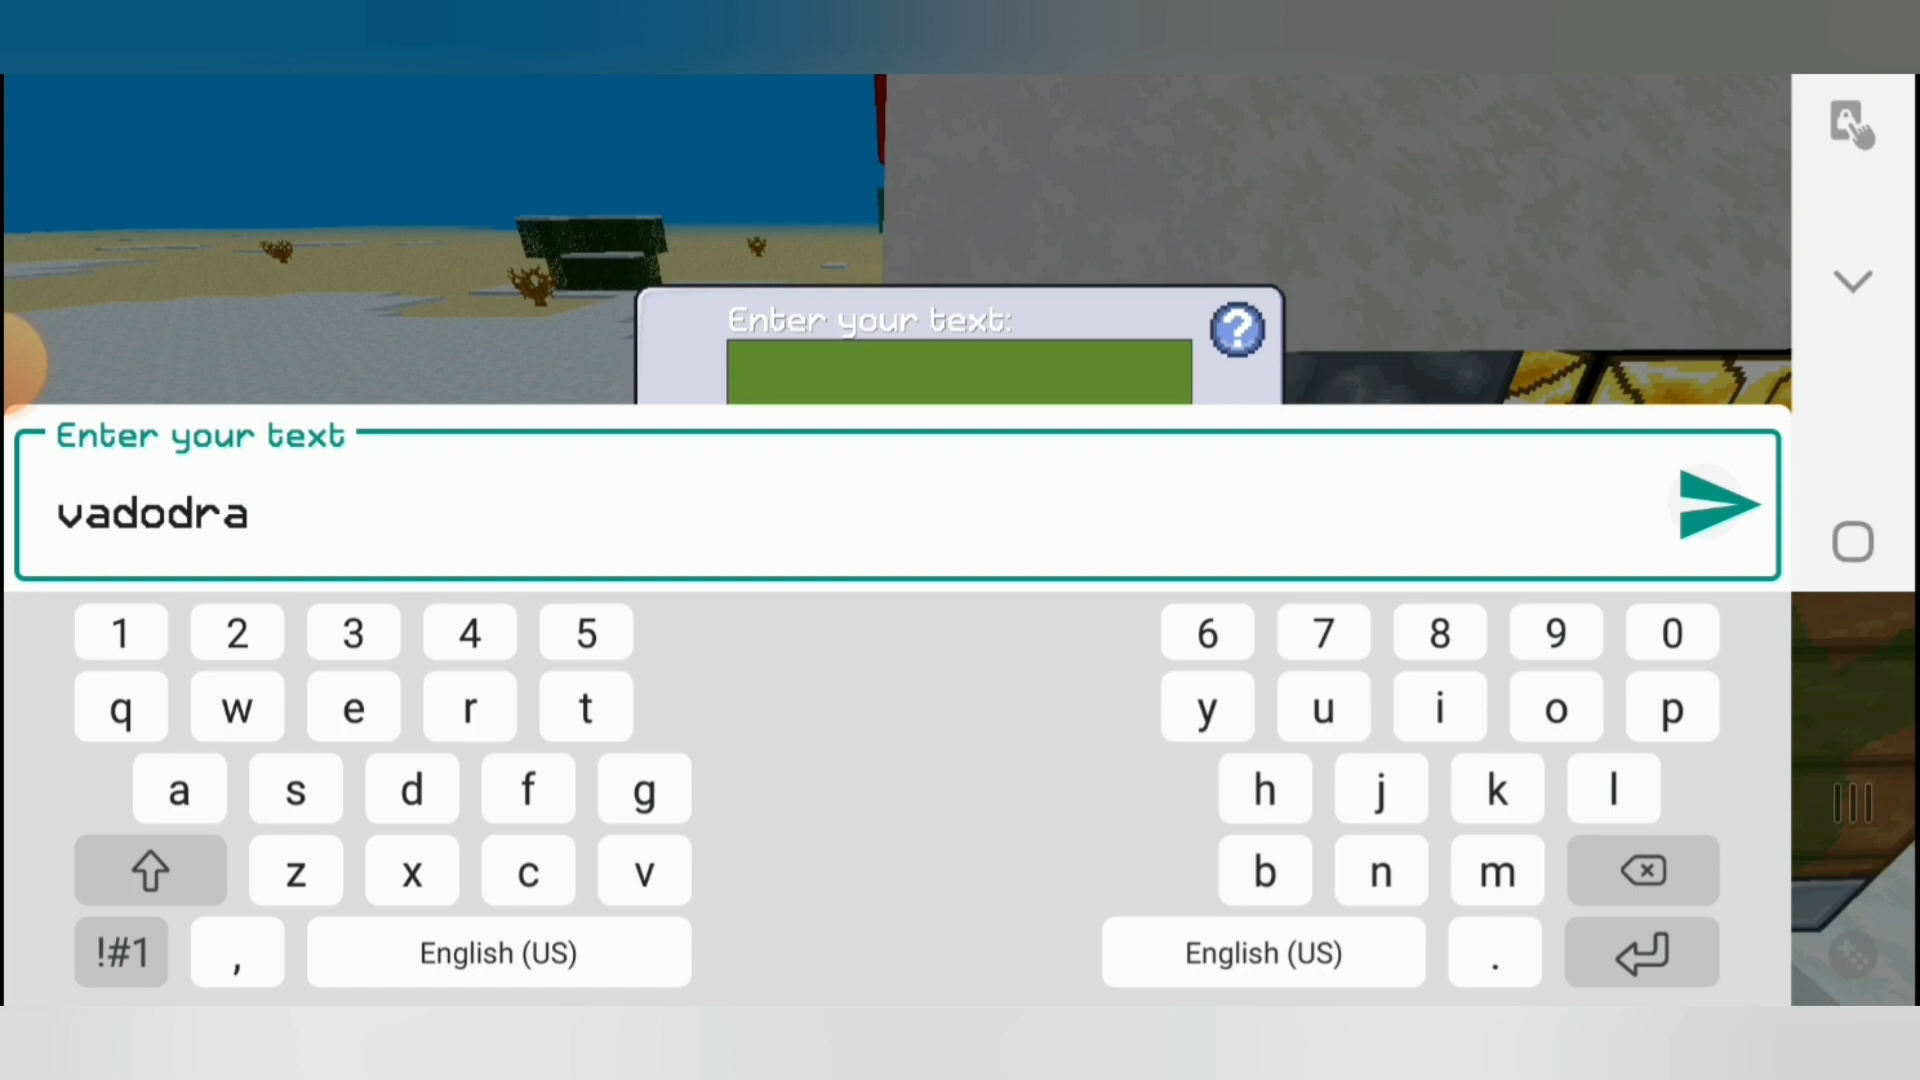 Enter your text:
Enter your text
vadodra
1 2 3 4 5 6 7 8 9 0
q w e r t y u i o p
a s d f g h j k l
z x c v b n m
!#1 , English (US) English (US) .